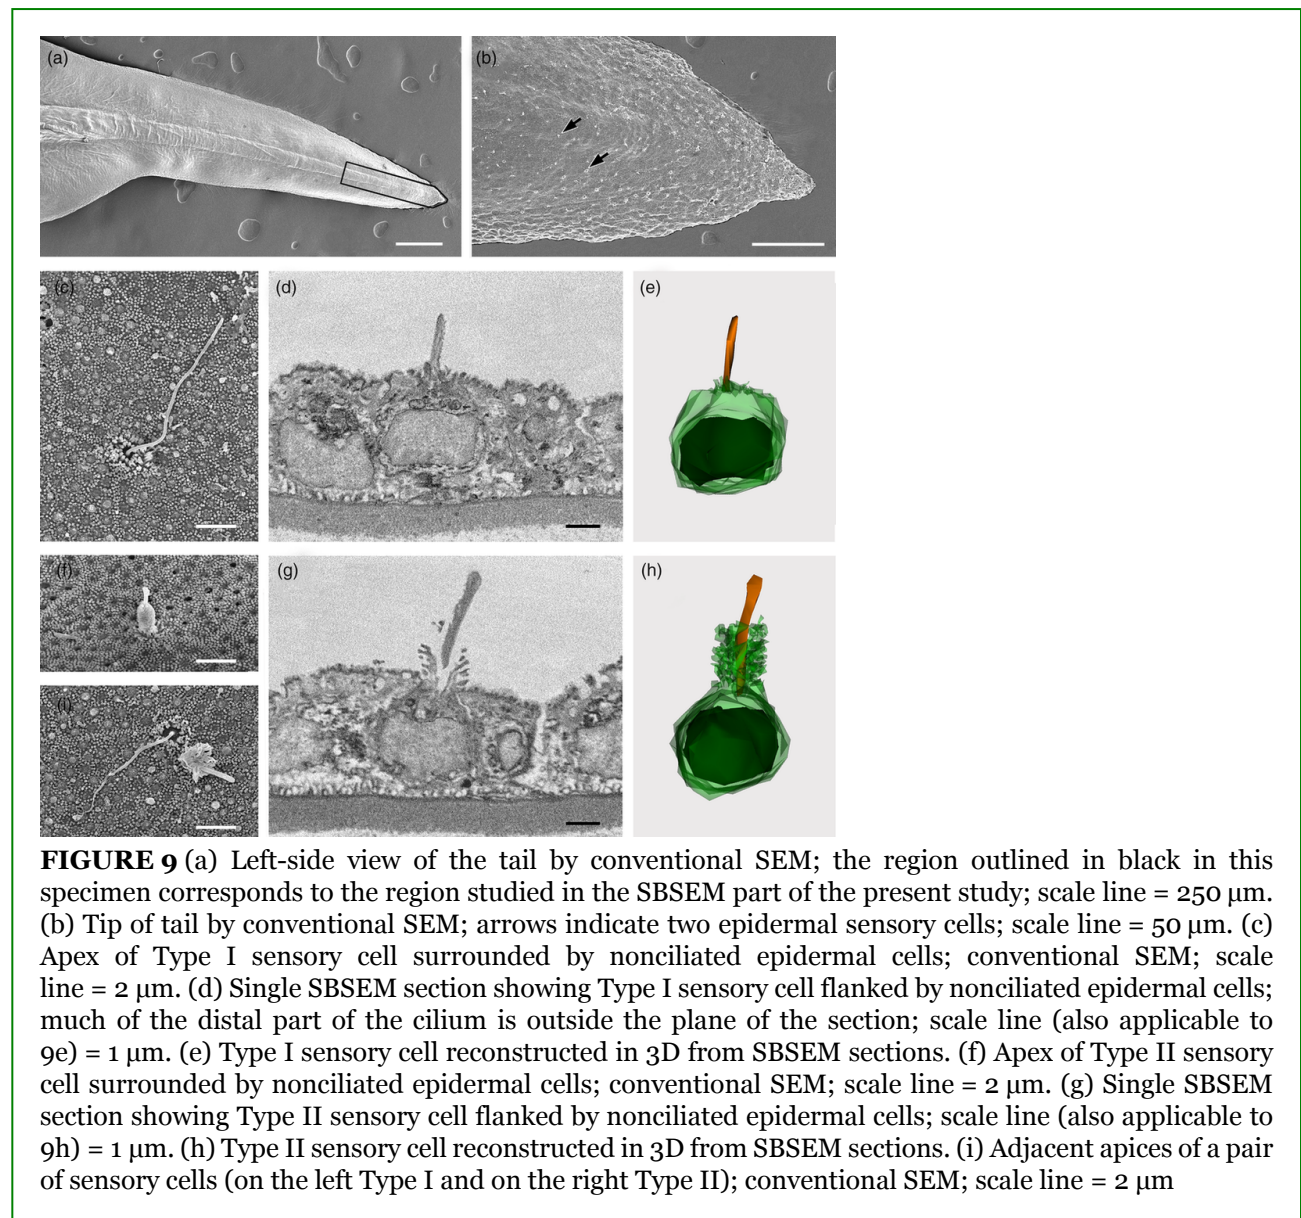 (a)
(b)
(c)
(d)
(e)
(f)
(g)
(h)
(i)
FIGURE 9 (a) Left-side view of the tail by conventional SEM; the region outlined in black in this
specimen corresponds to the region studied in the SBSEM part of the present study; scale line = 250 μm.
(b) Tip of tail by conventional SEM; arrows indicate two epidermal sensory cells; scale line = 50 μm. (c)
Apex of Type I sensory cell surrounded by nonciliated epidermal cells; conventional SEM; scale
line = 2 μm. (d) Single SBSEM section showing Type I sensory cell flanked by nonciliated epidermal cells;
much of the distal part of the cilium is outside the plane of the section; scale line (also applicable to
9e) = 1 μm. (e) Type I sensory cell reconstructed in 3D from SBSEM sections. (f) Apex of Type II sensory
cell surrounded by nonciliated epidermal cells; conventional SEM; scale line = 2 μm. (g) Single SBSEM
section showing Type II sensory cell flanked by nonciliated epidermal cells; scale line (also applicable to
9h) = 1 μm. (h) Type II sensory cell reconstructed in 3D from SBSEM sections. (i) Adjacent apices of a pair
of sensory cells (on the left Type I and on the right Type II); conventional SEM; scale line = 2 μm